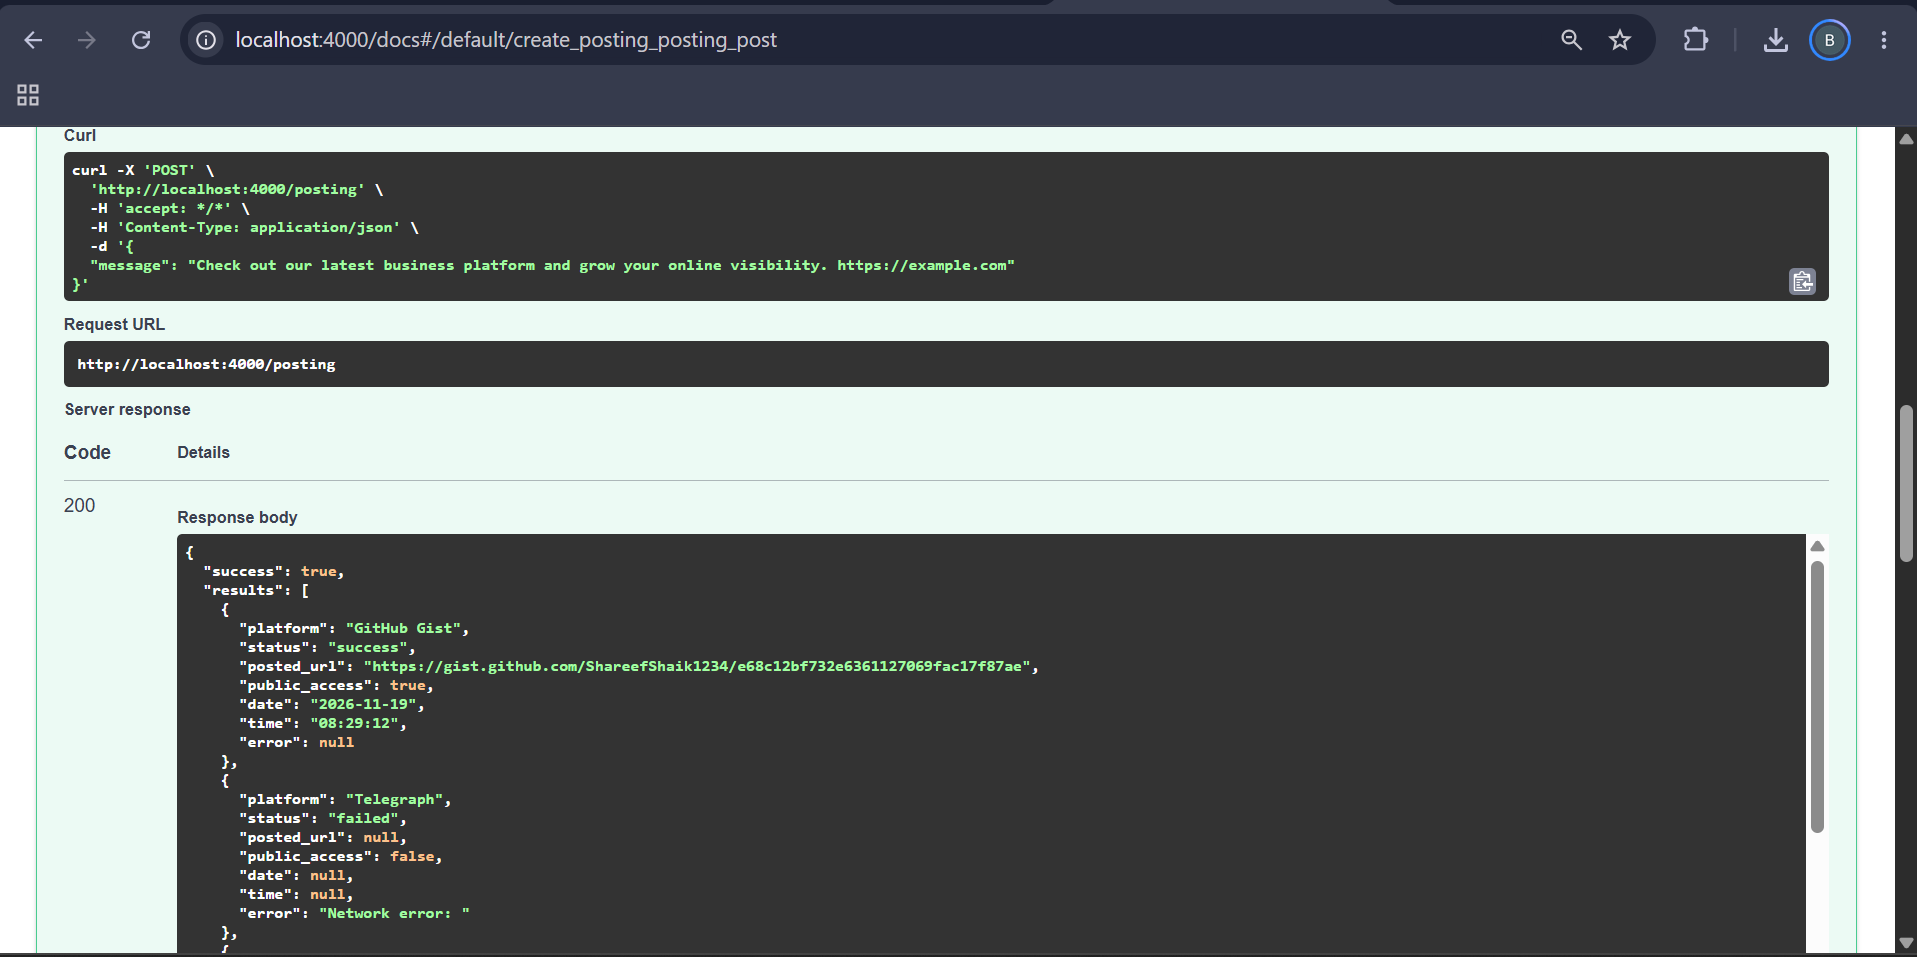 localhost:4000/docs#/default/create_posting_posting_post
B
Curl
curl -X 'POST' \
  'http://localhost:4000/posting' \
  -H 'accept: */*' \
  -H 'Content-Type: application/json' \
  -d '{
  "message": "Check out our latest business platform and grow your online visibility. https://example.com"
}'
Request URL
http://localhost:4000/posting
Server response
Code Details
200
Response body
{
  "success": true,
  "results": [
    {
      "platform": "GitHub Gist",
      "status": "success",
      "posted_url": "https://gist.github.com/ShareefShaik1234/e68c12bf732e6361127069fac17f87ae",
      "public_access": true,
      "date": "2026-11-19",
      "time": "08:29:12",
      "error": null
    },
    {
      "platform": "Telegraph",
      "status": "failed",
      "posted_url": null,
      "public_access": false,
      "date": null,
      "time": null,
      "error": "Network error: "
    },
    {